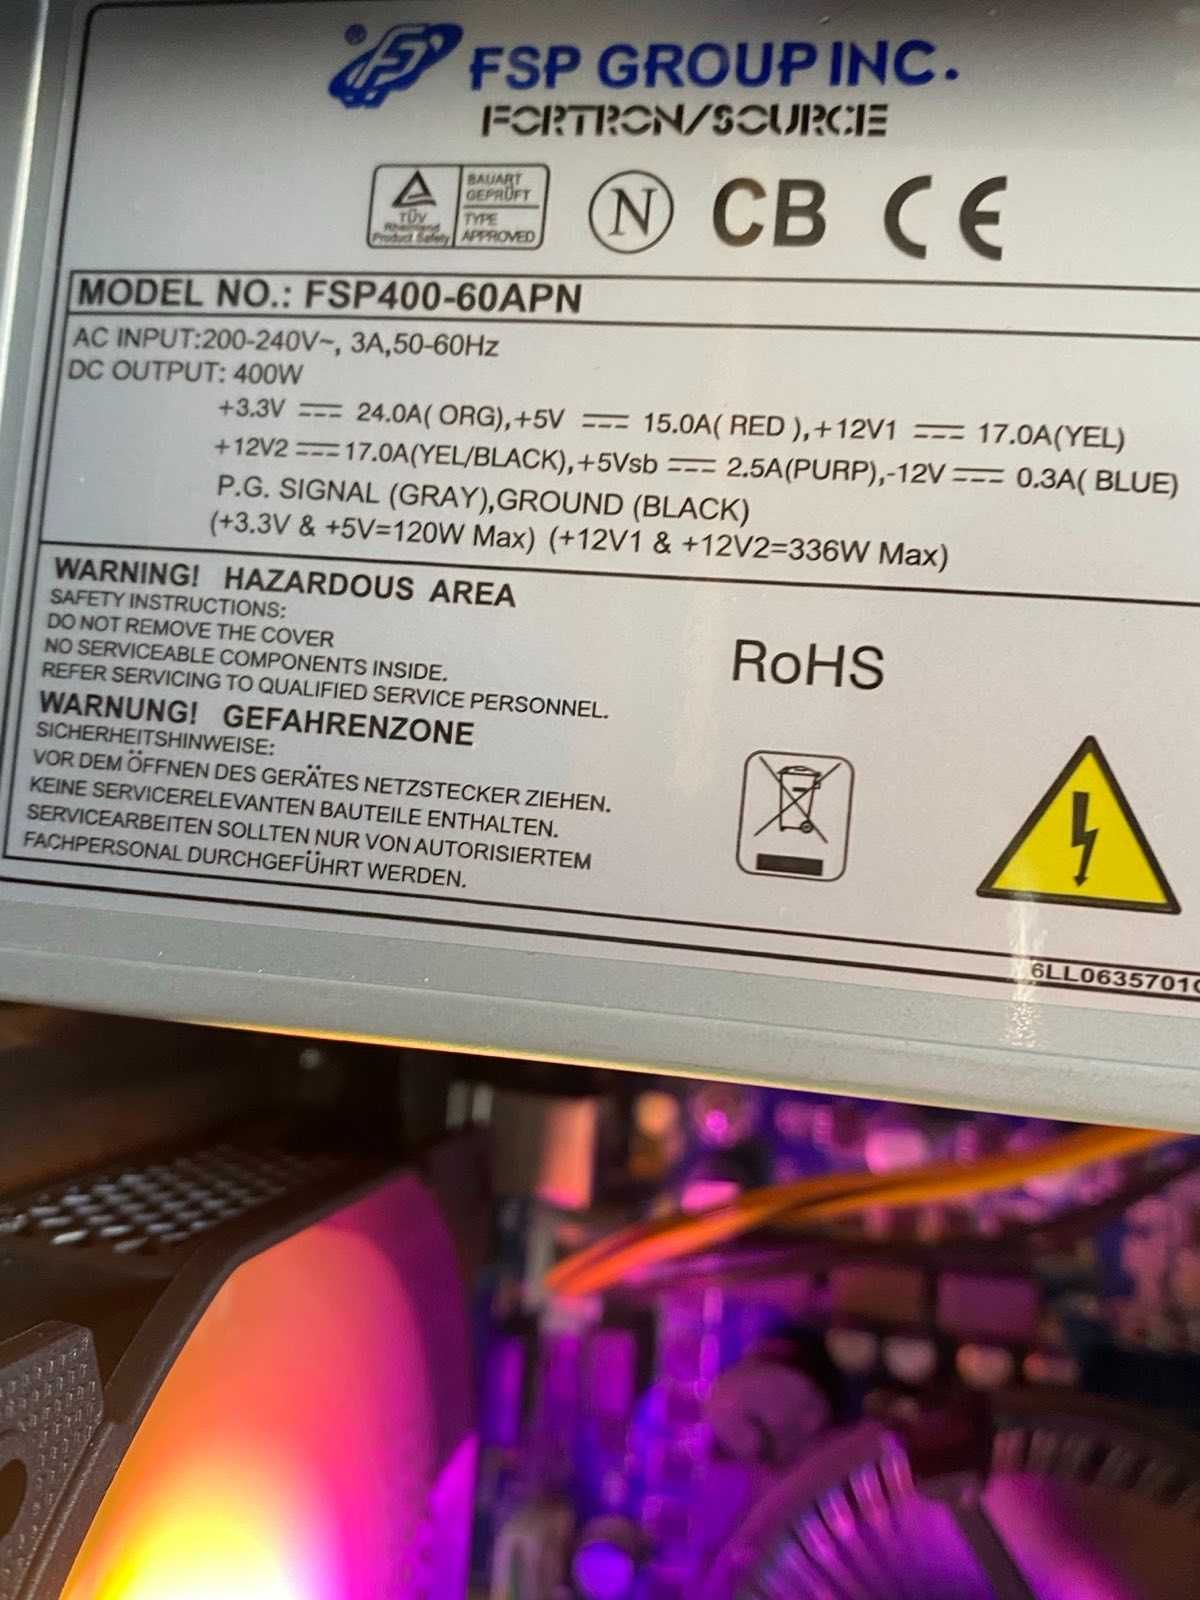 ® FSP GROUP INC.
FORTRON/SOURCE
TÜV
Rheinland
Product Safety
BAUART
GEPRÜFT
TYPE
APPROVED
N CB CE
MODEL NO.: FSP400-60APN
AC INPUT:200-240V~, 3A,50-60Hz
DC OUTPUT: 400W
+3.3V ⎓ 24.0A( ORG),+5V ⎓ 15.0A( RED ),+12V1 ⎓ 17.0A(YEL)
+12V2 ⎓ 17.0A(YEL/BLACK),+5Vsb ⎓ 2.5A(PURP),-12V ⎓ 0.3A( BLUE)
P.G. SIGNAL (GRAY),GROUND (BLACK)
(+3.3V & +5V=120W Max) (+12V1 & +12V2=336W Max)
WARNING! HAZARDOUS AREA
SAFETY INSTRUCTIONS:
DO NOT REMOVE THE COVER
NO SERVICEABLE COMPONENTS INSIDE.
REFER SERVICING TO QUALIFIED SERVICE PERSONNEL.
WARNUNG! GEFAHRENZONE
SICHERHEITSHINWEISE:
VOR DEM ÖFFNEN DES GERÄTES NETZSTECKER ZIEHEN.
KEINE SERVICERELEVANTEN BAUTEILE ENTHALTEN.
SERVICEARBEITEN SOLLTEN NUR VON AUTORISIERTEM
FACHPERSONAL DURCHGEFÜHRT WERDEN.
RoHS
6LL06357010